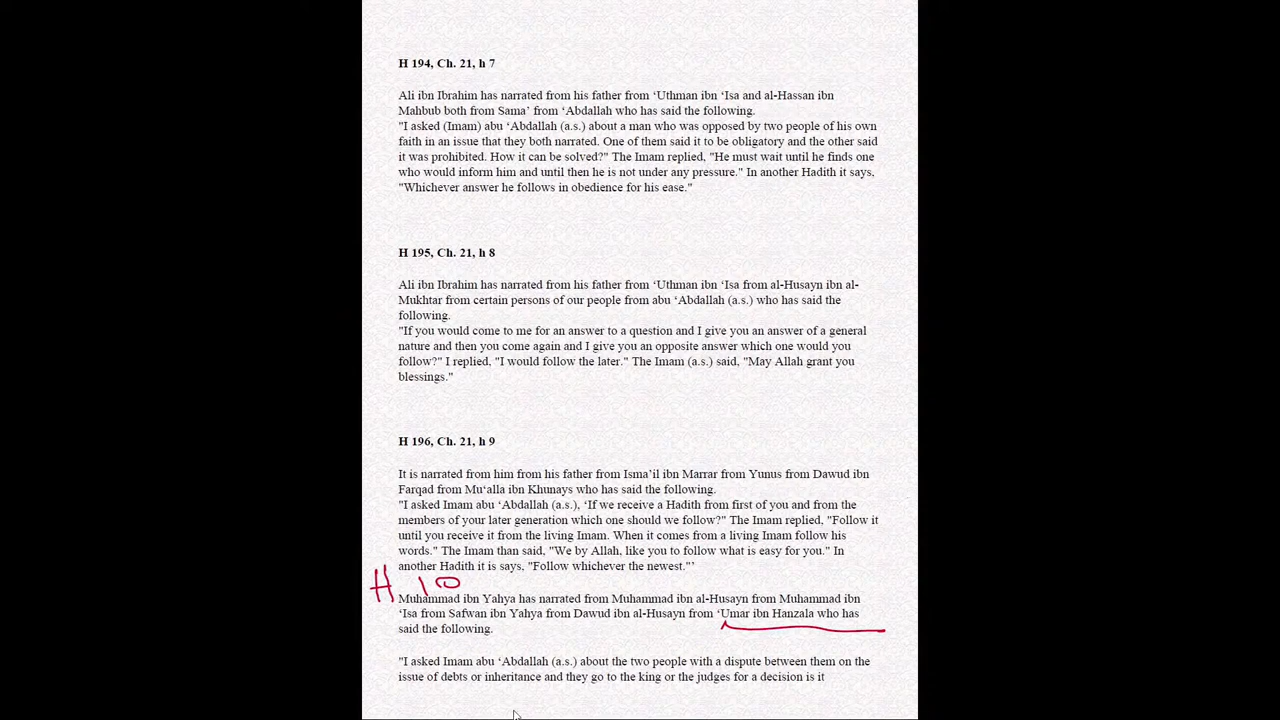 H 194, Ch. 21, h 7
Ali ibn Ibrahim has narrated from his father from ‘Uthman ibn ‘Isa and al-Hassan ibn
Mahbub both from Sama’ from ‘Abdallah who has said the following.
"I asked (Imam) abu ‘Abdallah (a.s.) about a man who was opposed by two people of his own
faith in an issue that they both narrated. One of them said it to be obligatory and the other said
it was prohibited. How it can be solved?" The Imam replied, "He must wait until he finds one
who would inform him and until then he is not under any pressure." In another Hadith it says,
"Whichever answer he follows in obedience for his ease."
H 195, Ch. 21, h 8
Ali ibn Ibrahim has narrated from his father from ‘Uthman ibn ‘Isa from al-Husayn ibn al-
Mukhtar from certain persons of our people from abu ‘Abdallah (a.s.) who has said the
following.
"If you would come to me for an answer to a question and I give you an answer of a general
nature and then you come again and I give you an opposite answer which one would you
follow?" I replied, "I would follow the later." The Imam (a.s.) said, "May Allah grant you
blessings."
H 196, Ch. 21, h 9
It is narrated from him from his father from Isma’il ibn Marrar from Yunus from Dawud ibn
Farqad from Mu‘alla ibn Khunays who has said the following.
"I asked Imam abu ‘Abdallah (a.s.), ‘If we receive a Hadith from first of you and from the
members of your later generation which one should we follow?" The Imam replied, "Follow it
until you receive it from the living Imam. When it comes from a living Imam follow his
words." The Imam than said, "We by Allah, like you to follow what is easy for you." In
another Hadith it is says, "Follow whichever the newest."’
H 10
Muhammad ibn Yahya has narrated from Muhammad ibn al-Husayn from Muhammad ibn
‘Isa from Safwan ibn Yahya from Dawud ibn al-Husayn from ‘Umar ibn Hanzala who has
said the following.
"I asked Imam abu ‘Abdallah (a.s.) about the two people with a dispute between them on the
issue of debts or inheritance and they go to the king or the judges for a decision is it